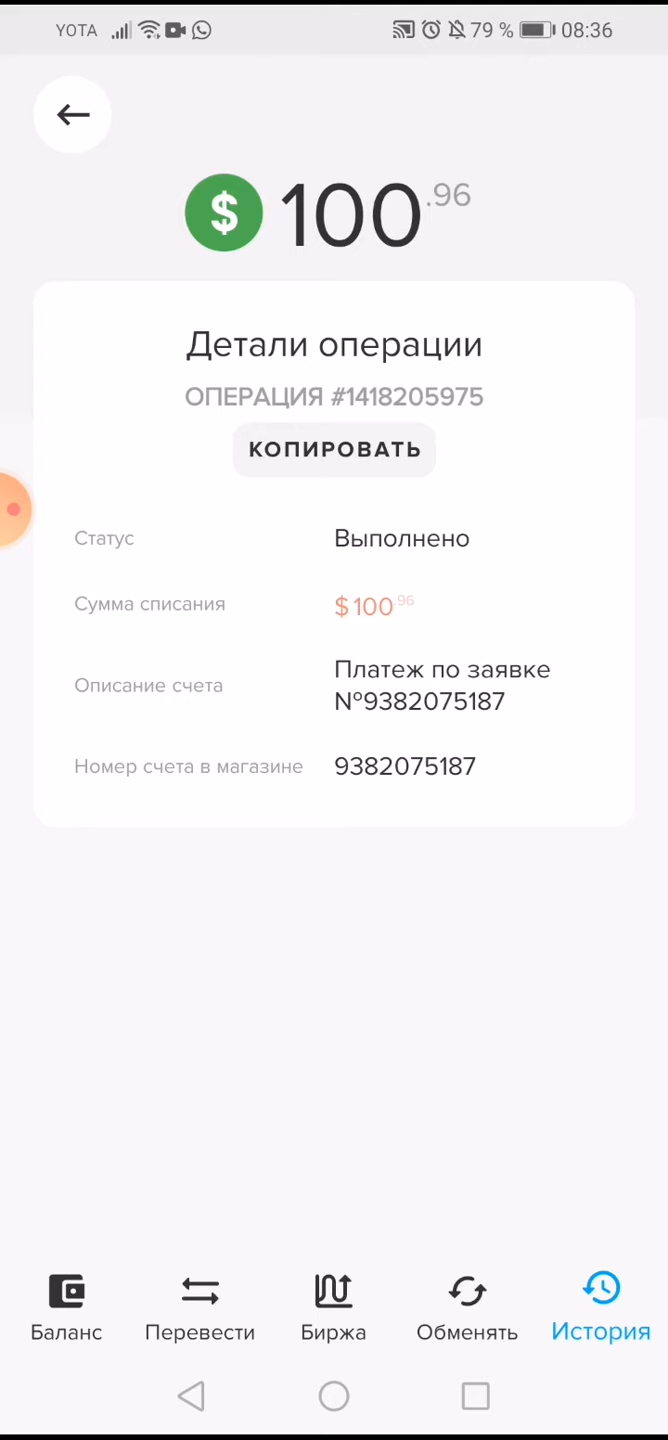 YOTA 79 % 08:36
$ 100.96
Детали операции
ОПЕРАЦИЯ #1418205975
КОПИРОВАТЬ
Статус Выполнено
Сумма списания $100.96
Описание счета Платеж по заявке
№9382075187
Номер счета в магазине 9382075187
Баланс Перевести Биржа Обменять История